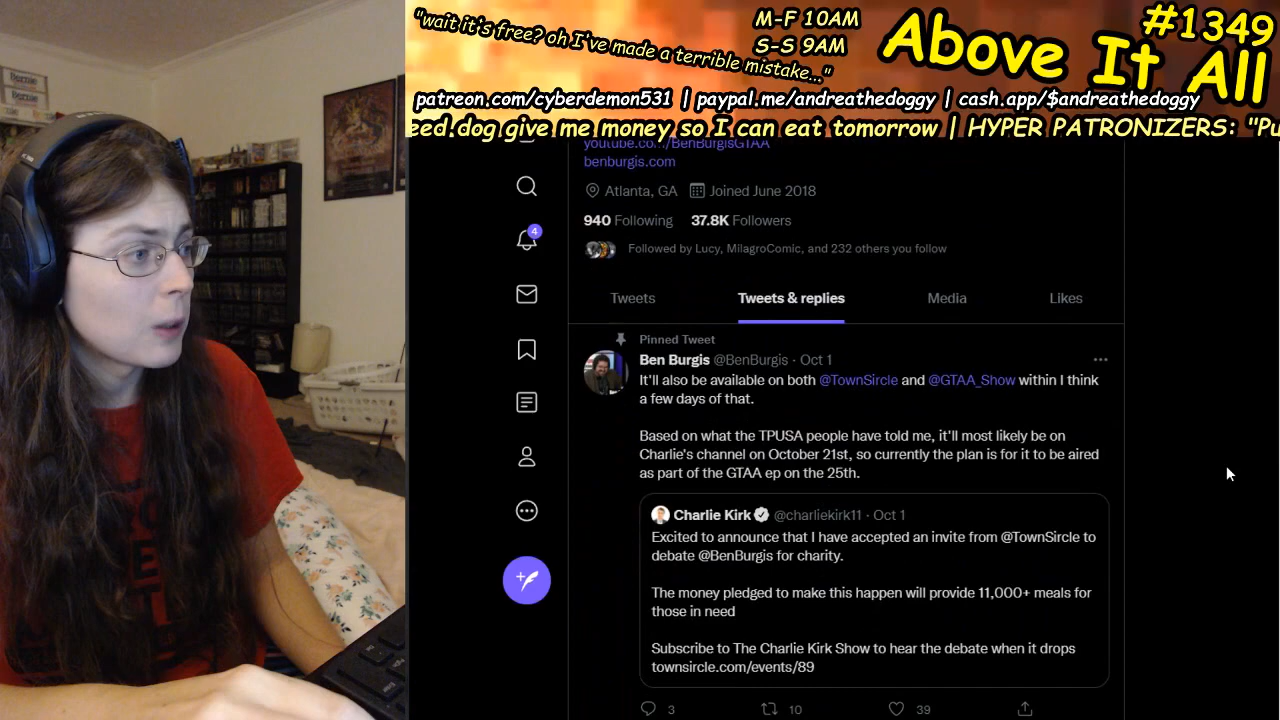 "wait it's free? oh I've made a terrible mistake..."
M-F 10AM
S-S 9AM
Above It All
#1349
patreon.com/cyberdemon531 | paypal.me/andreathedoggy | cash.app/$andreathedoggy
eed.dog give me money so I can eat tomorrow | HYPER PATRONIZERS: "Pu
youtube.co.../BenBurgisGTAA
benburgis.com
Atlanta, GA Joined June 2018
940 Following 37.8K Followers
Followed by Lucy, MilagroComic, and 232 others you follow
4
Tweets Tweets & replies Media Likes
Pinned Tweet
Ben Burgis @BenBurgis · Oct 1
It'll also be available on both @TownSircle and @GTAA_Show within I think
a few days of that.
Based on what the TPUSA people have told me, it'll most likely be on
Charlie's channel on October 21st, so currently the plan is for it to be aired
as part of the GTAA ep on the 25th.
Charlie Kirk @charliekirk11 · Oct 1
Excited to announce that I have accepted an invite from @TownSircle to
debate @BenBurgis for charity.
The money pledged to make this happen will provide 11,000+ meals for
those in need
Subscribe to The Charlie Kirk Show to hear the debate when it drops
townsircle.com/events/89
3 10 39
Bernie
Bernie